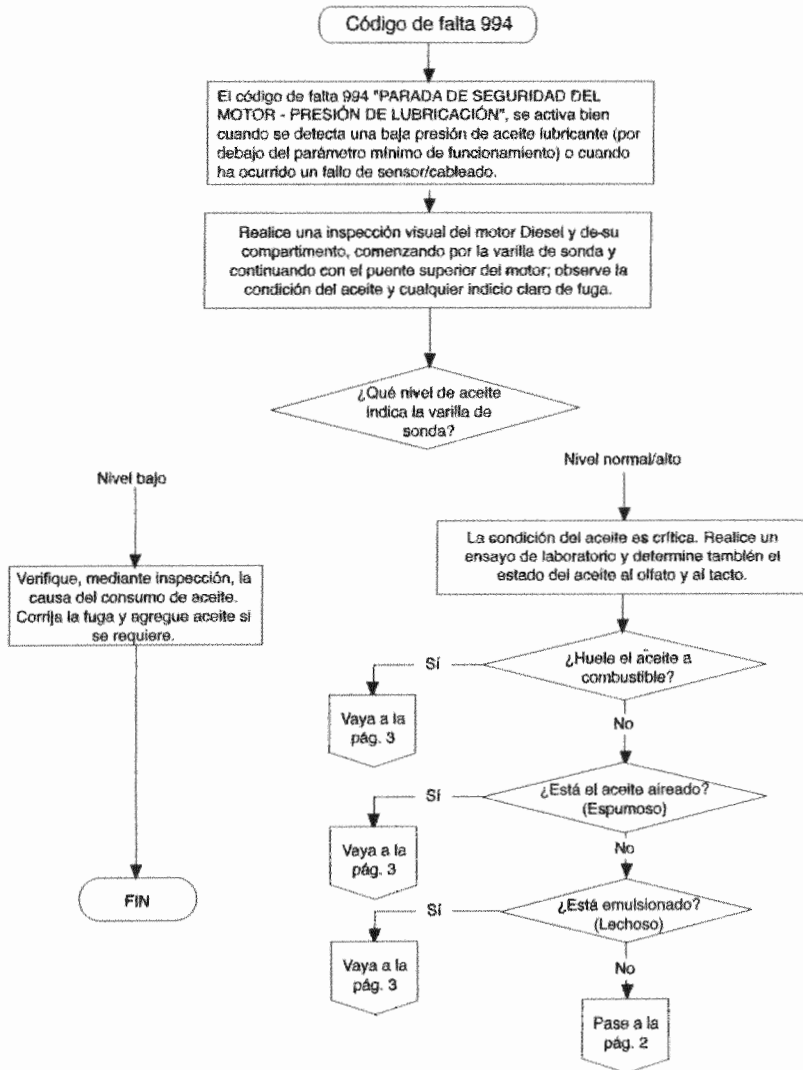 Código de falta 994
El código de falta 994 "PARADA DE SEGURIDAD DEL
MOTOR - PRESIÓN DE LUBRICACIÓN", se activa bien
cuando se detecta una baja presión de aceite lubricante (por
debajo del parámetro mínimo de funcionamiento) o cuando
ha ocurrido un fallo de sensor/cableado.
Realice una inspección visual del motor Diesel y de-su
compartimento, comenzando por la varilla de sonda y
continuando con el puente superior del motor; observe la
condición del aceite y cualquier indicio claro de fuga.
¿Qué nivel de aceite
indica la varilla de
sonda?
Nivel bajo
Nivel normal/alto
Verifique, mediante inspección, la
causa del consumo de aceite.
Corrija la fuga y agregue aceite si
se requiere.
FIN
La condición del aceite es crítica. Realice un
ensayo de laboratorio y determine también el
estado del aceite al olfato y al tacto.
¿Huele el aceite a
combustible?
Sí
Vaya a la
pág. 3
No
¿Está el aceite aireado?
(Espumoso)
Sí
Vaya a la
pág. 3
No
¿Está emulsionado?
(Lechoso)
Sí
Vaya a la
pág. 3
No
Pase a la
pág. 2